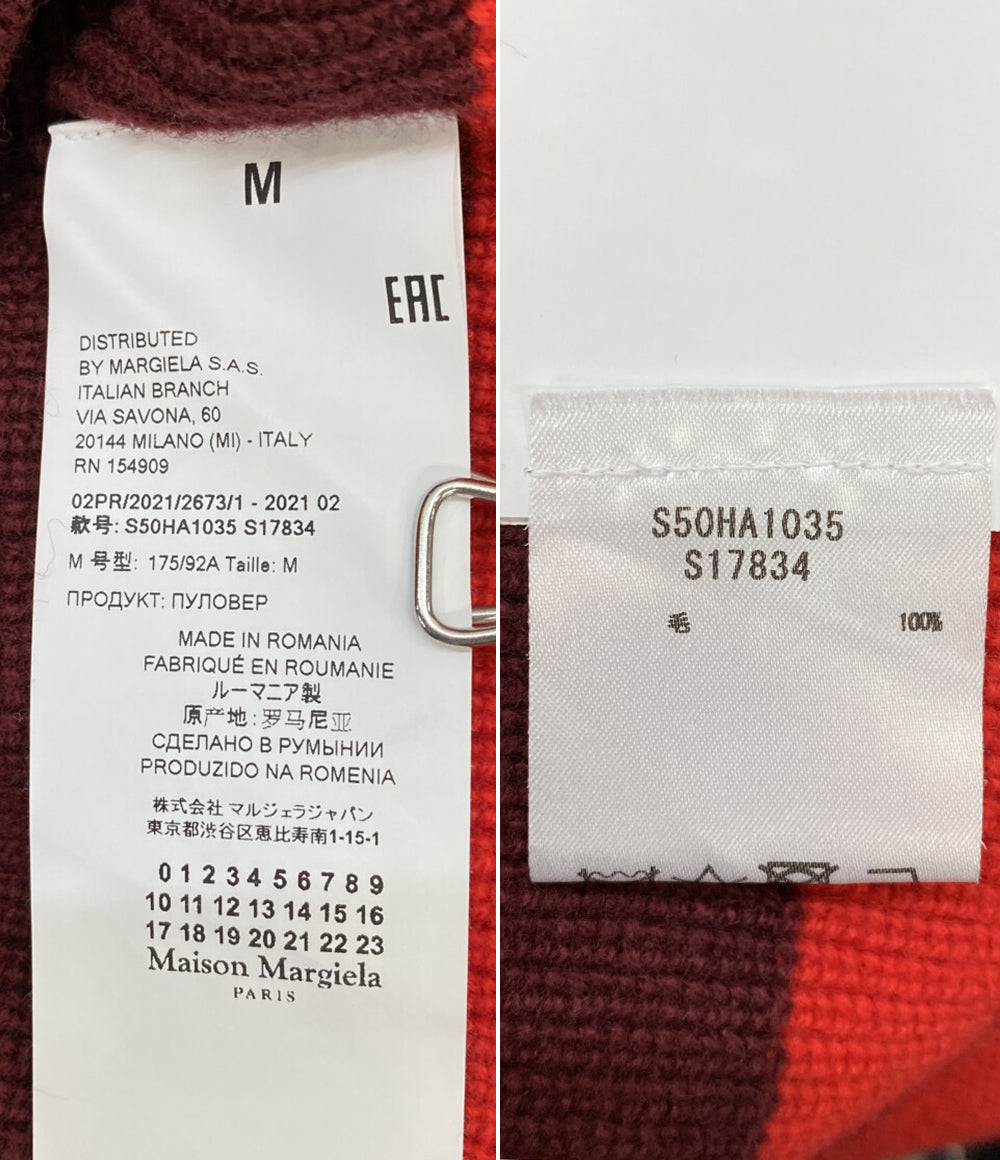 M
EAC
DISTRIBUTED
BY MARGIELA S.A.S.
ITALIAN BRANCH
VIA SAVONA, 60
20144 MILANO (MI) - ITALY
RN 154909
02PR/2021/2673/1 - 2021 02
款号: S50HA1035 S17834
M 号型: 175/92A Taille: M
ПРОДУКТ: ПУЛОВЕР
MADE IN ROMANIA
FABRIQUÉ EN ROUMANIE
ルーマニア製
原产地: 罗马尼亚
СДЕЛАНО В РУМЫНИИ
PRODUZIDO NA ROMENIA
株式会社 マルジェラジャパン
東京都渋谷区恵比寿南1-15-1
0 1 2 3 4 5 6 7 8 9
10 11 12 13 14 15 16
17 18 19 20 21 22 23
Maison Margiela
PARIS
S50HA1035
S17834
毛 100%